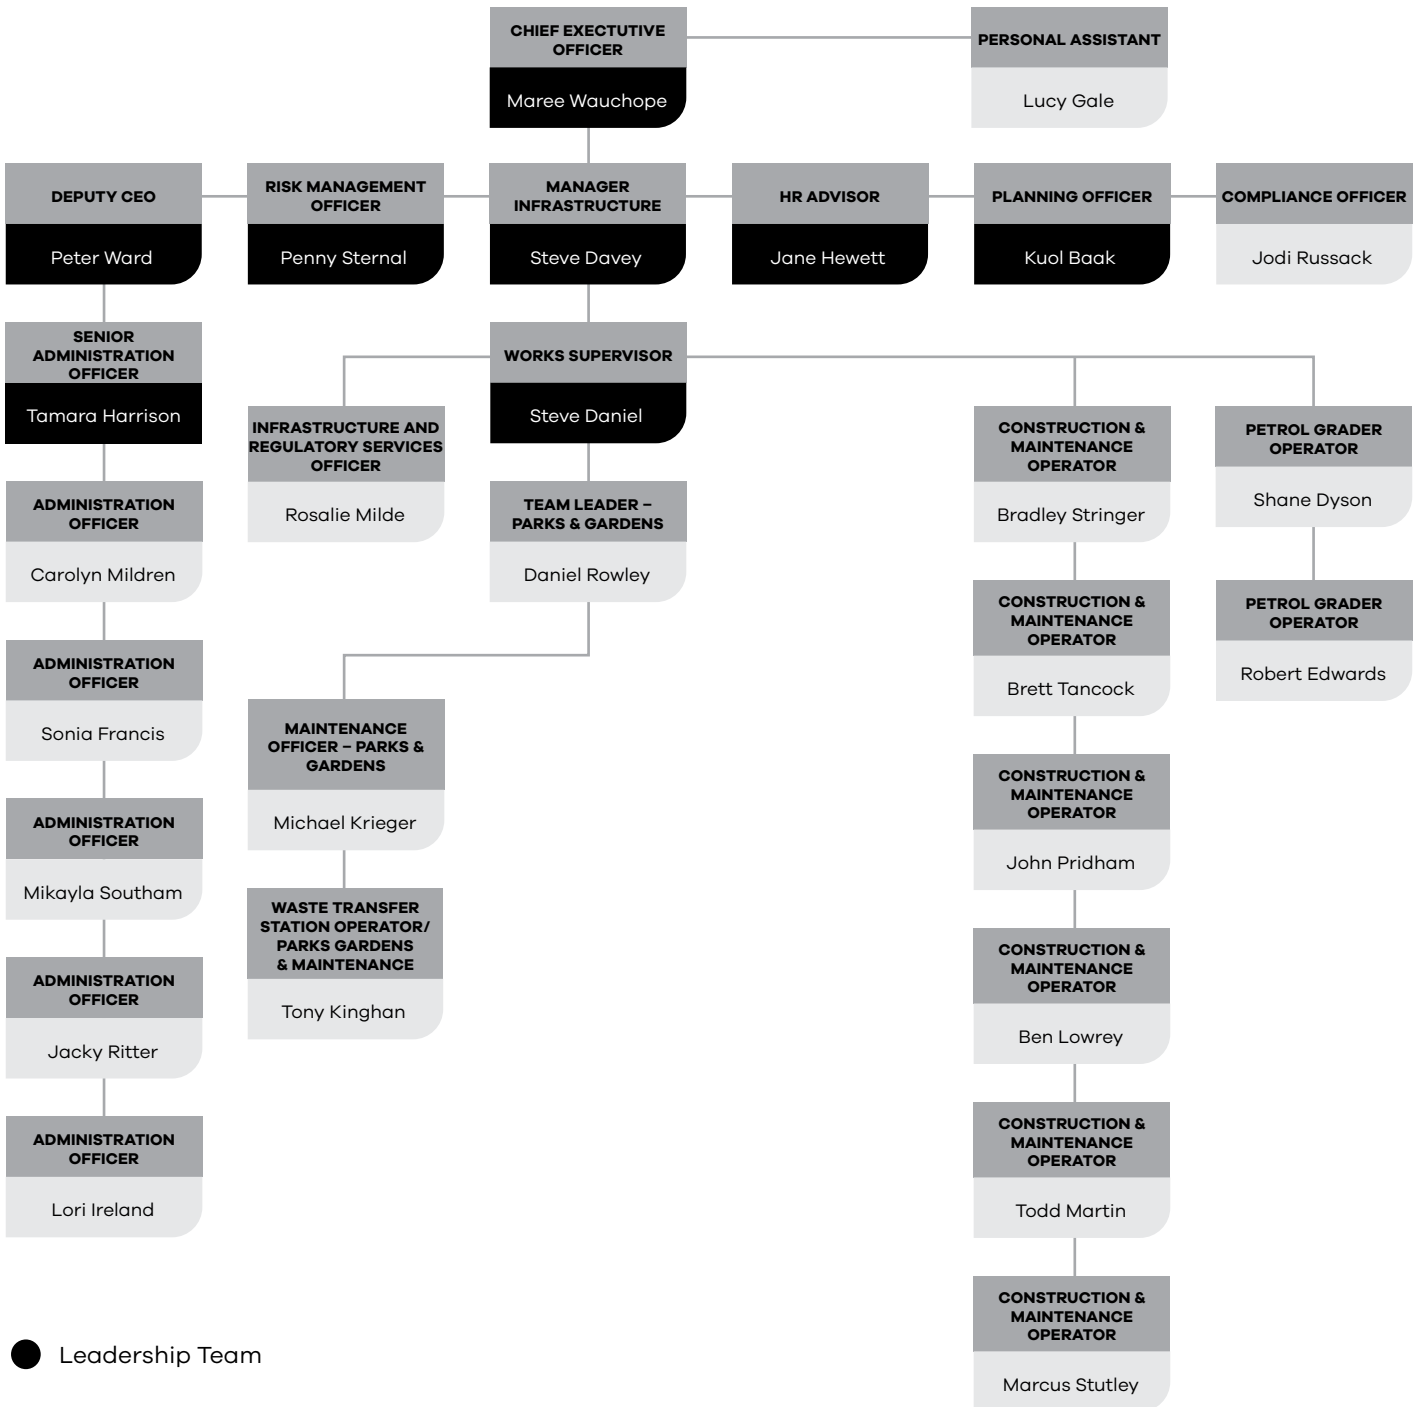 CHIEF EXECTUTIVE
OFFICER
Maree Wauchope
PERSONAL ASSISTANT
Lucy Gale
DEPUTY CEO
Peter Ward
RISK MANAGEMENT
OFFICER
Penny Sternal
MANAGER
INFRASTRUCTURE
Steve Davey
HR ADVISOR
Jane Hewett
PLANNING OFFICER
Kuol Baak
COMPLIANCE OFFICER
Jodi Russack
SENIOR
ADMINISTRATION
OFFICER
Tamara Harrison
ADMINISTRATION
OFFICER
Carolyn Mildren
ADMINISTRATION
OFFICER
Sonia Francis
ADMINISTRATION
OFFICER
Mikayla Southam
ADMINISTRATION
OFFICER
Jacky Ritter
ADMINISTRATION
OFFICER
Lori Ireland
WORKS SUPERVISOR
Steve Daniel
INFRASTRUCTURE AND
REGULATORY SERVICES
OFFICER
Rosalie Milde
TEAM LEADER –
PARKS & GARDENS
Daniel Rowley
MAINTENANCE
OFFICER – PARKS &
GARDENS
Michael Krieger
WASTE TRANSFER
STATION OPERATOR/
PARKS GARDENS
& MAINTENANCE
Tony Kinghan
CONSTRUCTION &
MAINTENANCE
OPERATOR
Bradley Stringer
CONSTRUCTION &
MAINTENANCE
OPERATOR
Brett Tancock
CONSTRUCTION &
MAINTENANCE
OPERATOR
John Pridham
CONSTRUCTION &
MAINTENANCE
OPERATOR
Ben Lowrey
CONSTRUCTION &
MAINTENANCE
OPERATOR
Todd Martin
CONSTRUCTION &
MAINTENANCE
OPERATOR
Marcus Stutley
PETROL GRADER
OPERATOR
Shane Dyson
PETROL GRADER
OPERATOR
Robert Edwards
Leadership Team